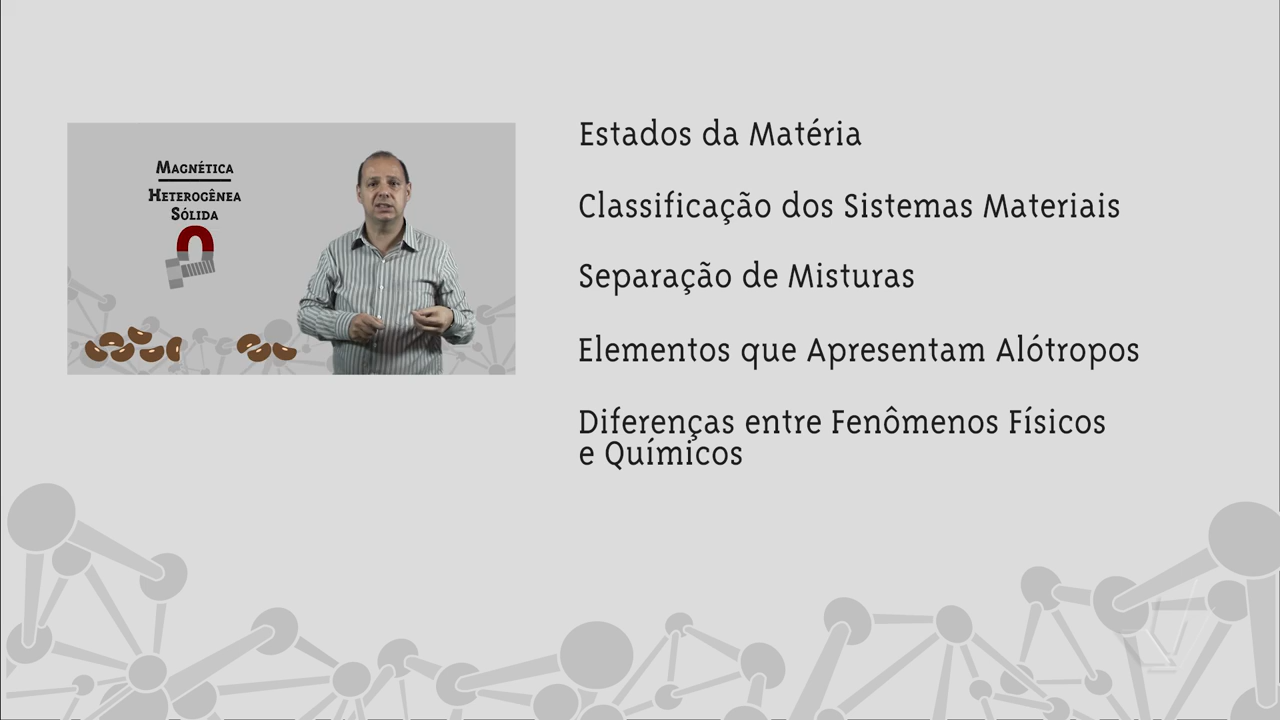 Magnética
Heterogênea
Sólida
Estados da Matéria
Classificação dos Sistemas Materiais
Separação de Misturas
Elementos que Apresentam Alótropos
Diferenças entre Fenômenos Físicos
e Químicos